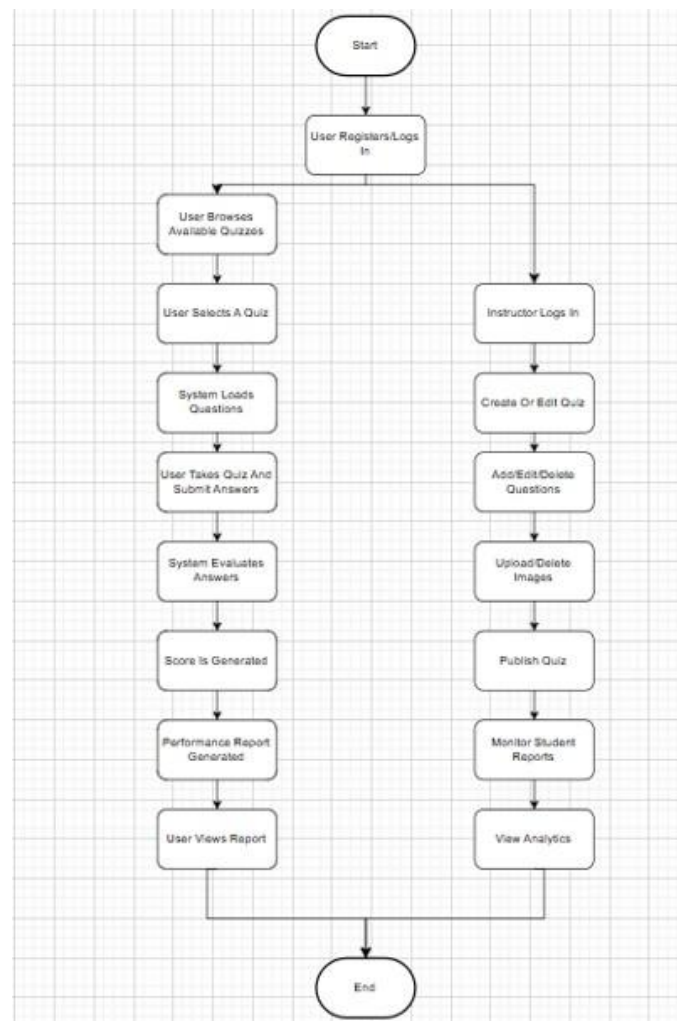 Start
User Registers/Logs
In
User Browses
Available Quizzes
User Selects A Quiz
System Loads
Questions
User Takes Quiz And
Submit Answers
System Evaluates
Answers
Score Is Generated
Performance Report
Generated
User Views Report
Instructor Logs In
Create Or Edit Quiz
Add/Edit/Delete
Questions
Upload/Delete
Images
Publish Quiz
Monitor Student
Reports
View Analytics
End